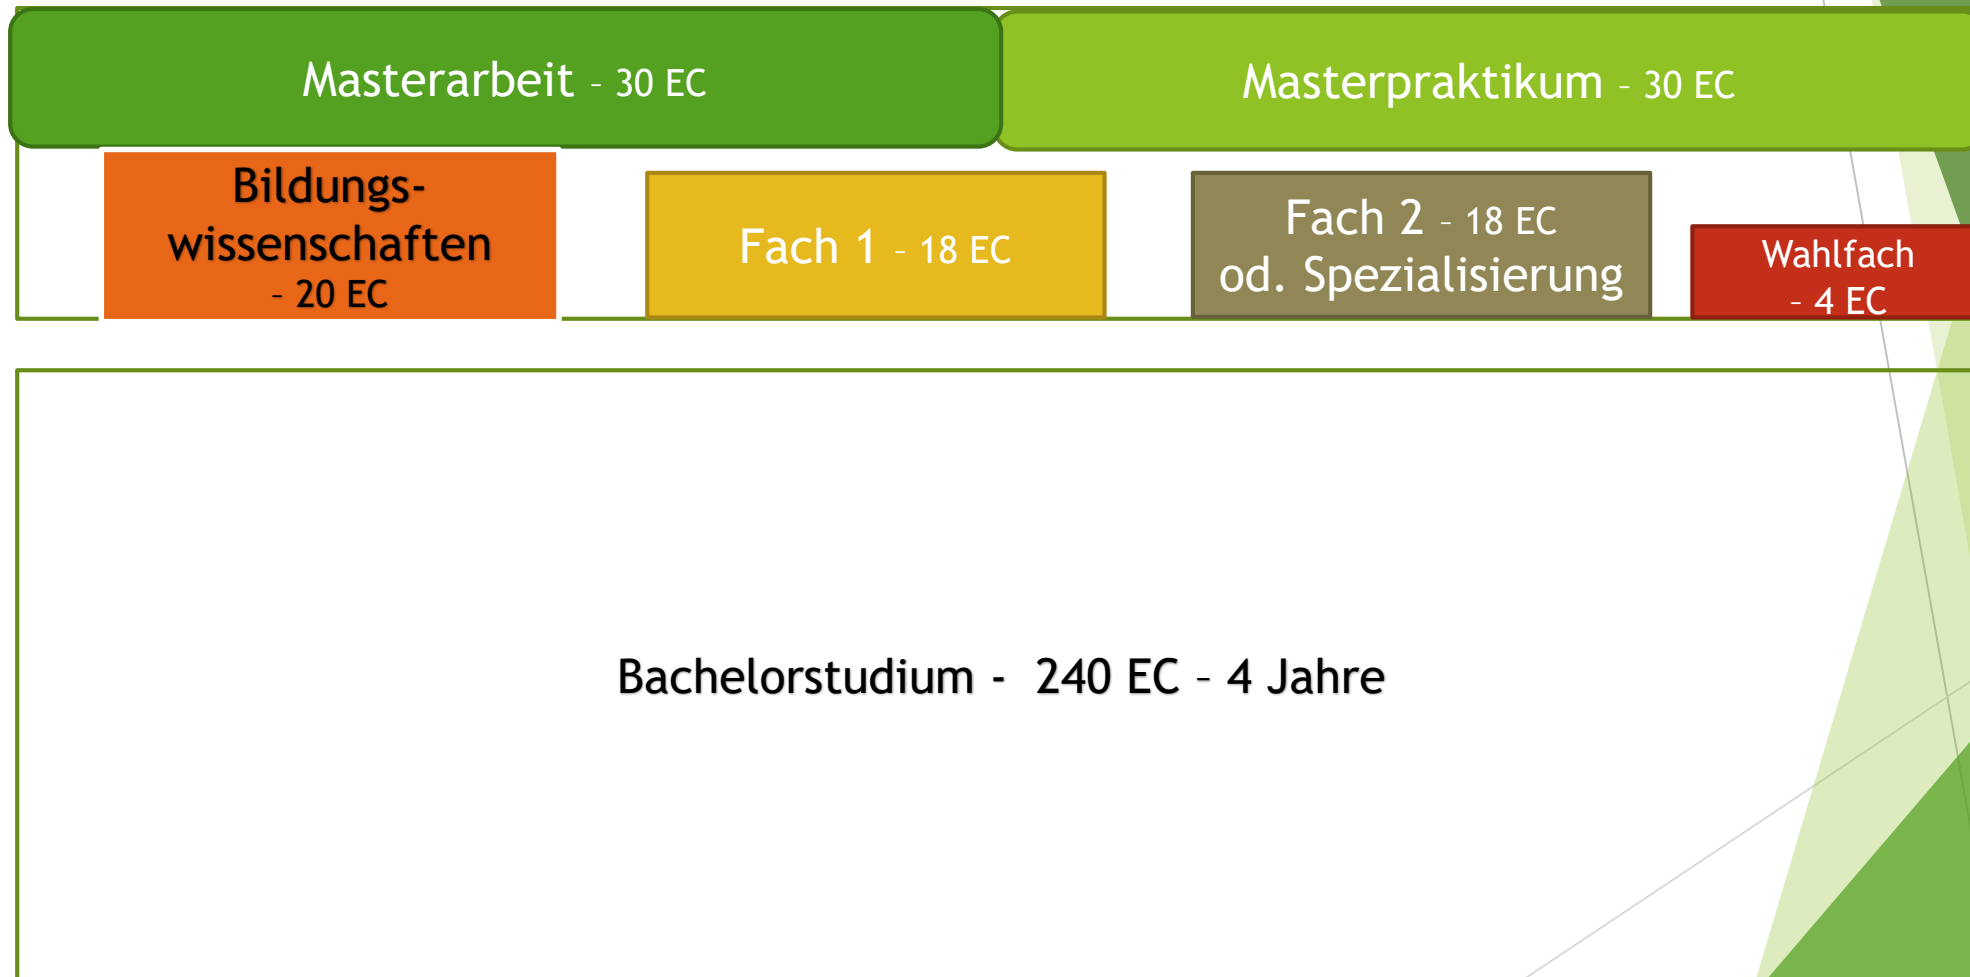 Masterarbeit – 30 EC
Masterpraktikum – 30 EC
Bildungs-
wissenschaften
– 20 EC
Fach 1 – 18 EC
Fach 2 – 18 EC
od. Spezialisierung
Wahlfach
– 4 EC
Bachelorstudium - 240 EC – 4 Jahre